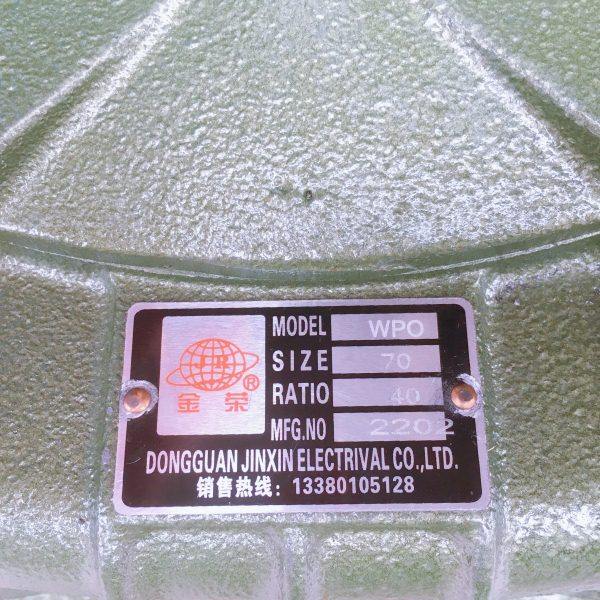 MODEL WPO
SIZE 70
RATIO 40
MFG.NO 2202
金荣®
DONGGUAN JINXIN ELECTRIVAL CO.,LTD.
销售热线：13380105128